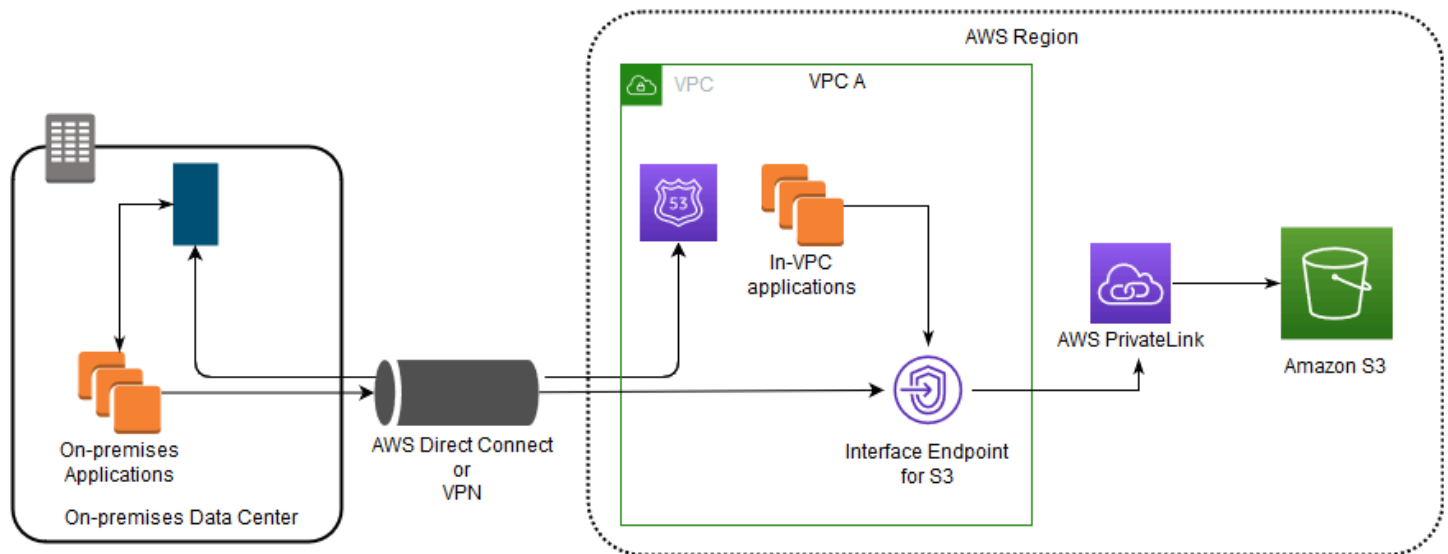 AWS Region
VPC
VPC A
53
In-VPC
applications
AWS PrivateLink
Amazon S3
On-premises
Applications
AWS Direct Connect
or
VPN
Interface Endpoint
for S3
On-premises Data Center